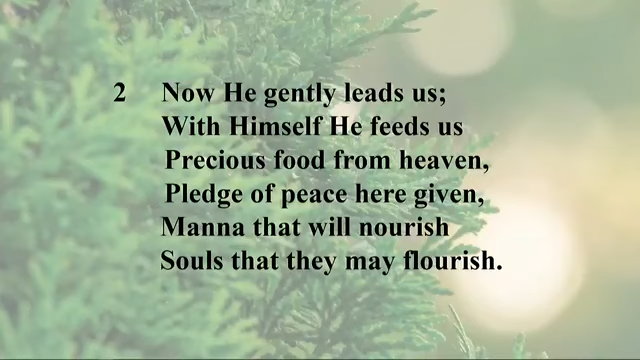 2 Now He gently leads us;
With Himself He feeds us
Precious food from heaven,
Pledge of peace here given,
Manna that will nourish
Souls that they may flourish.